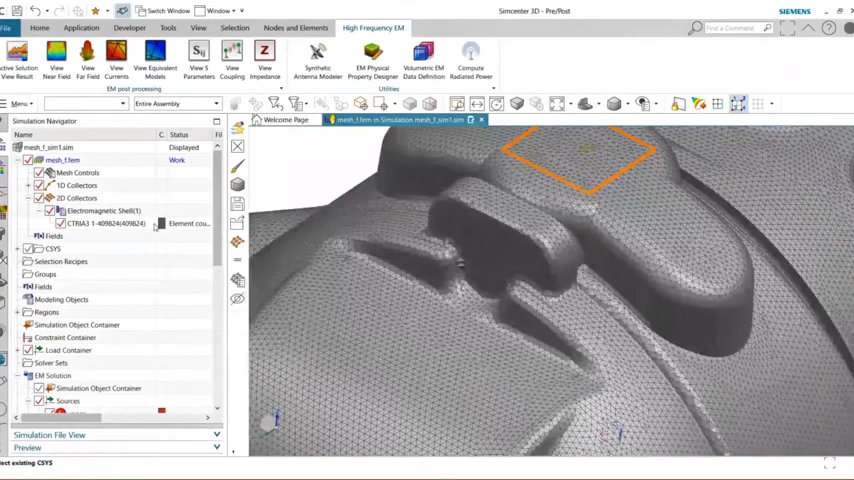 Switch Window
Window
Simcenter 3D - Pre/Post
SIEMENS
File
Home
Application
Developer
Tools
View
Selection
Nodes and Elements
High Frequency EM
Find a Command
Active Solution View Result
View Near Field
View Far Field
View Currents
View Equivalent Models
Sij
View S Parameters
View Coupling
Z
View Impedance
Synthetic Antenna Modeler
EM Physical Property Designer
Volumetric EM Data Definition
Compute Radiated Power
EM post processing
Utilities
Menu
Entire Assembly
Simulation Navigator
Welcome Page
mesh_f.fem in Simulation mesh_f_sim1.sim
Name
C.
Status
mesh_f_sim1.sim
Displayed
mesh_f.fem
Work
Mesh Controls
1D Collectors
2D Collectors
Electromagnetic Shell(1)
CTRIA3 1-409824(409824)
Element cou...
Fields
CSYS
Selection Recipes
Groups
Fields
Modeling Objects
Regions
Simulation Object Container
Constraint Container
Load Container
Solver Sets
EM Solution
Simulation Object Container
Sources
Simulation File View
Preview
lect existing CSYS